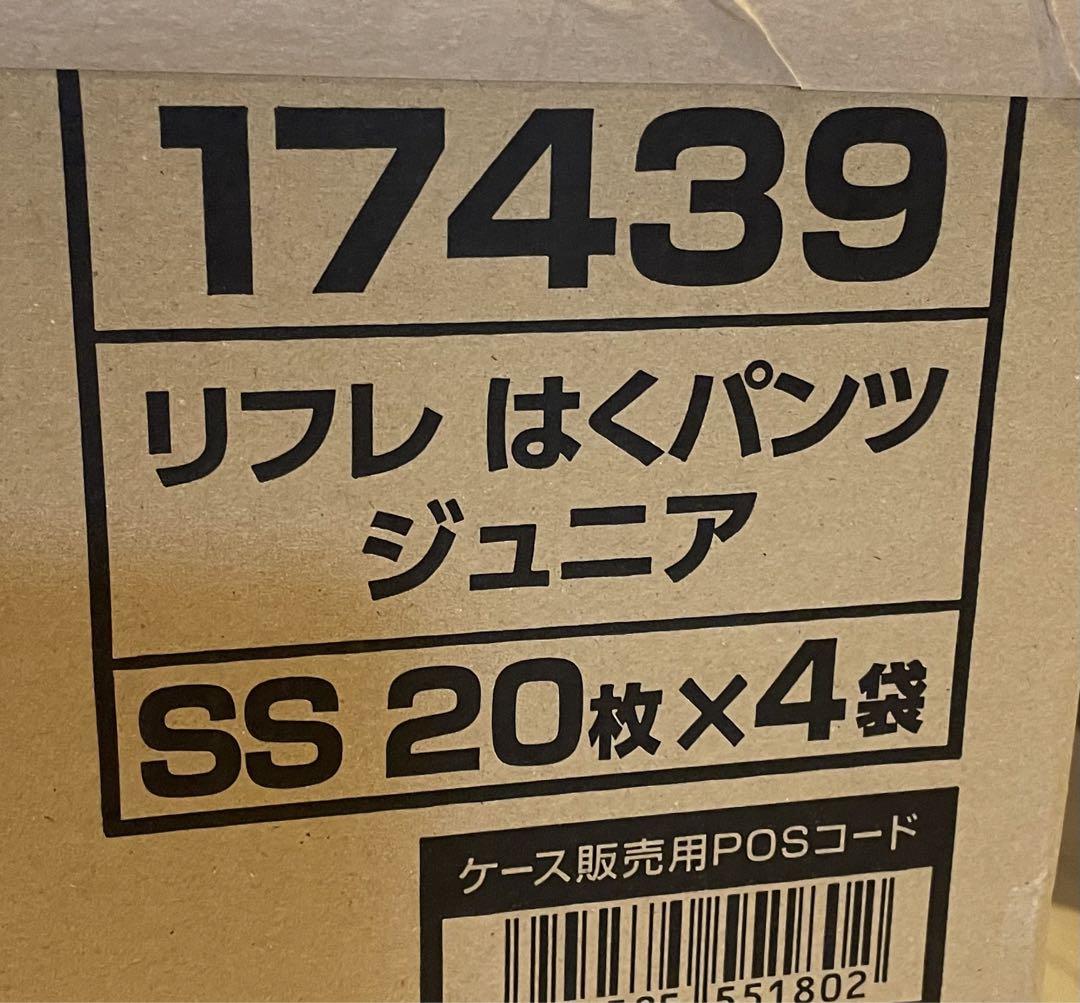 17439
リフレ はくパンツ
ジュニア
SS 20枚×4袋
ケース販売用POSコード
551802